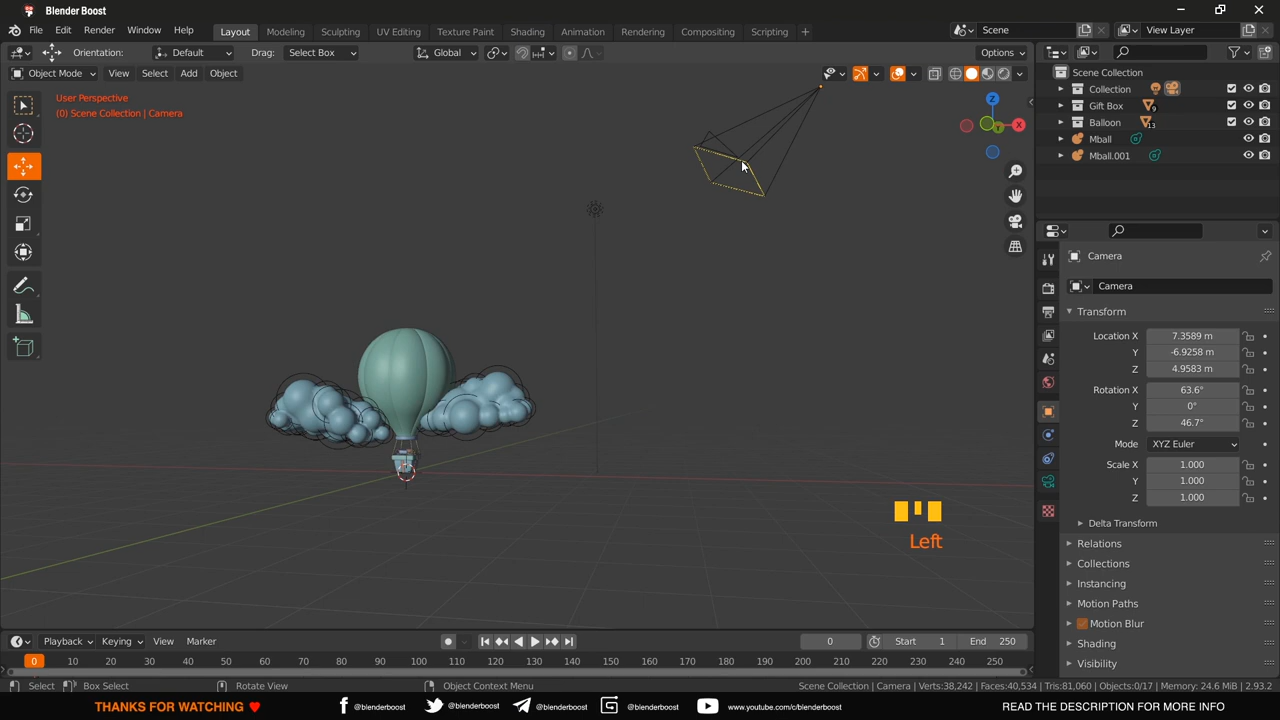 Blender Boost
File Edit Render Window Help
Layout Modeling Sculpting UV Editing Texture Paint Shading Animation Rendering Compositing Scripting +
Scene
View Layer
Orientation: Default Drag: Select Box Global Options
Object Mode View Select Add Object
User Perspective
(0) Scene Collection | Camera
Z
X
Y
Left
Scene Collection
Collection
Gift Box 9
Balloon 13
Mball
Mball.001
Camera
Camera
Transform
Location X 7.3589 m
Y -6.9258 m
Z 4.9583 m
Rotation X 63.6°
Y 0°
Z 46.7°
Mode XYZ Euler
Scale X 1.000
Y 1.000
Z 1.000
Delta Transform
Relations
Collections
Instancing
Motion Paths
Motion Blur
Shading
Visibility
Playback Keying View Marker 0 Start 1 End 250
0 10 20 30 40 50 60 70 80 90 100 110 120 130 140 150 160 170 180 190 200 210 220 230 240 250
Select Box Select Rotate View Object Context Menu Scene Collection | Camera | Verts:38,242 | Faces:40,534 | Tris:81,060 | Objects:0/17 | Memory: 24.6 MiB | 2.93.2
THANKS FOR WATCHING @blenderboost @blenderboost @blenderboost @blenderboost www.youtube.com/c/blenderboost READ THE DESCRIPTION FOR MORE INFO